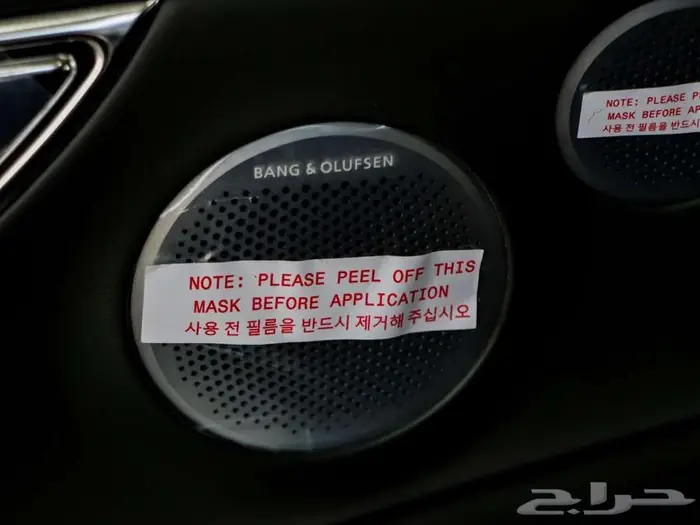 BANG & OLUFSEN
NOTE: PLEASE PEEL OFF THIS
MASK BEFORE APPLICATION
사용 전 필름을 반드시 제거해 주십시오
NOTE: PLEASE
MASK BEFORE
사용 전 필름을 반드시
حراج